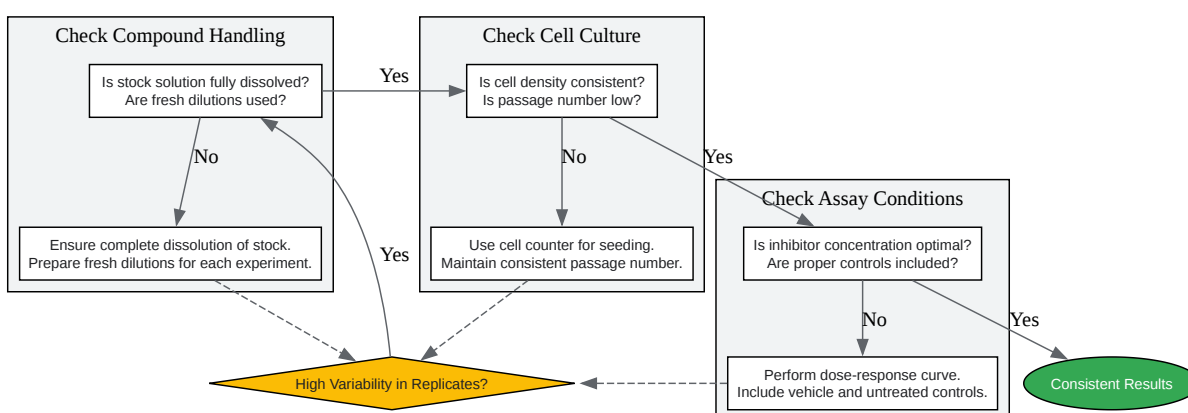 Check Compound Handling
Is stock solution fully dissolved?
Are fresh dilutions used?
Yes
No
Ensure complete dissolution of stock.
Prepare fresh dilutions for each experiment.
Check Cell Culture
Is cell density consistent?
Is passage number low?
No
Yes
Use cell counter for seeding.
Maintain consistent passage number.
Check Assay Conditions
Is inhibitor concentration optimal?
Are proper controls included?
No
Yes
Perform dose-response curve.
Include vehicle and untreated controls.
Yes
High Variability in Replicates?
Consistent Results